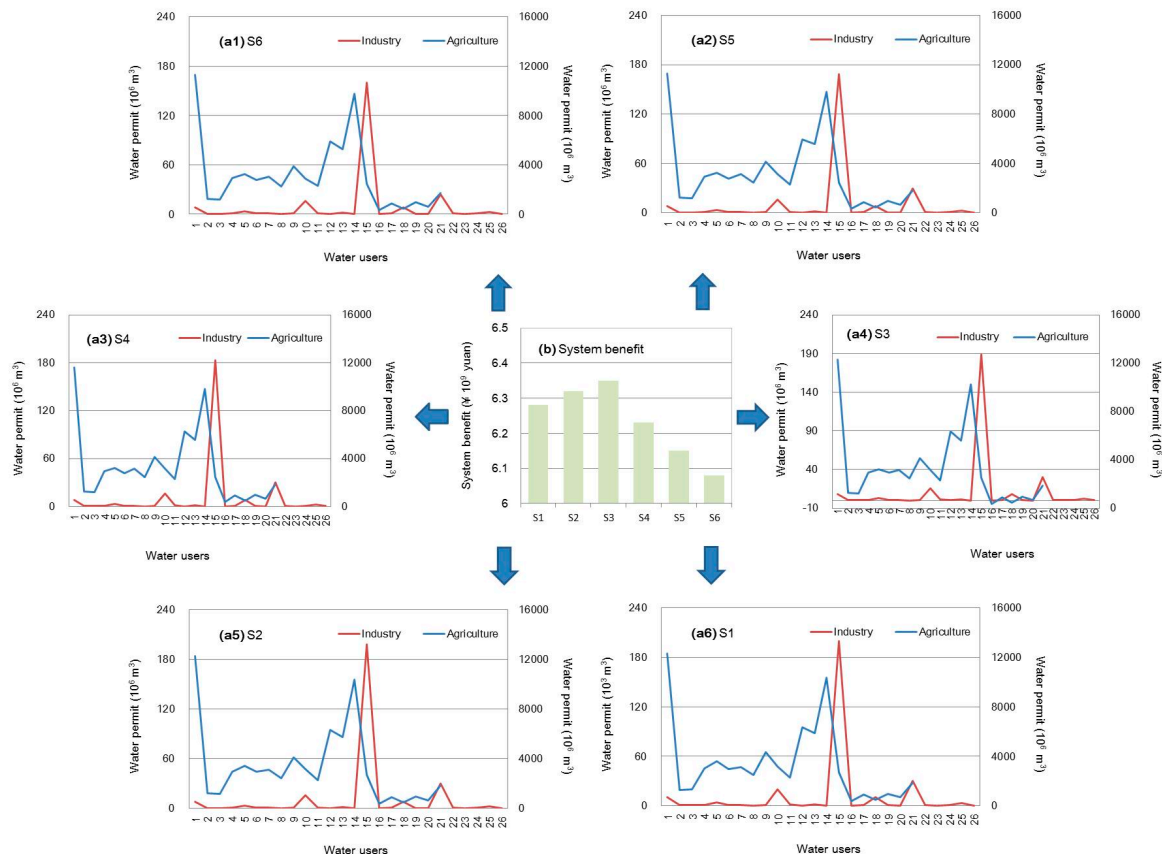 (a1) S6
Industry
Agriculture
240
180
120
60
0
16000
12000
8000
4000
0
Water permit (10⁶ m³)
Water permit (10⁶ m³)
1 2 3 4 5 6 7 8 9 10 11 12 13 14 15 16 17 18 19 20 21 22 23 24 25 26
Water users
(a2) S5
Industry
Agriculture
240
180
120
60
0
16000
12000
8000
4000
0
Water permit (10⁶ m³)
Water permit (10⁶ m³)
1 2 3 4 5 6 7 8 9 10 11 12 13 14 15 16 17 18 19 20 21 22 23 24 25 26
Water users
(a3) S4
Industry
Agriculture
240
180
120
60
0
16000
12000
8000
4000
0
Water permit (10⁶ m³)
Water permit (10⁶ m³)
1 2 3 4 5 6 7 8 9 10 11 12 13 14 15 16 17 18 19 20 21 22 23 24 25 26
Water users
(b) System benefit
System benefit (¥ 10⁹ yuan)
6.5
6.4
6.3
6.2
6.1
6
S1 S2 S3 S4 S5 S6
(a4) S3
Industry
Agriculture
240
190
140
90
40
-10
16000
12000
8000
4000
0
Water permit (10⁶ m³)
Water permit (10⁶ m³)
1 2 3 4 5 6 7 8 9 10 11 12 13 14 15 16 17 18 19 20 21 22 23 24 25 26
Water users
(a5) S2
Industry
Agriculture
240
180
120
60
0
16000
12000
8000
4000
0
Water permit (10⁶ m³)
Water permit (10⁶ m³)
1 2 3 4 5 6 7 8 9 10 11 12 13 14 15 16 17 18 19 20 21 22 23 24 25 26
Water users
(a6) S1
Industry
Agriculture
240
180
120
60
0
16000
12000
8000
4000
0
Water permit (10³ m³)
Water permit (10⁶ m³)
1 2 3 4 5 6 7 8 9 10 11 12 13 14 15 16 17 18 19 20 21 22 23 24 25 26
Water users